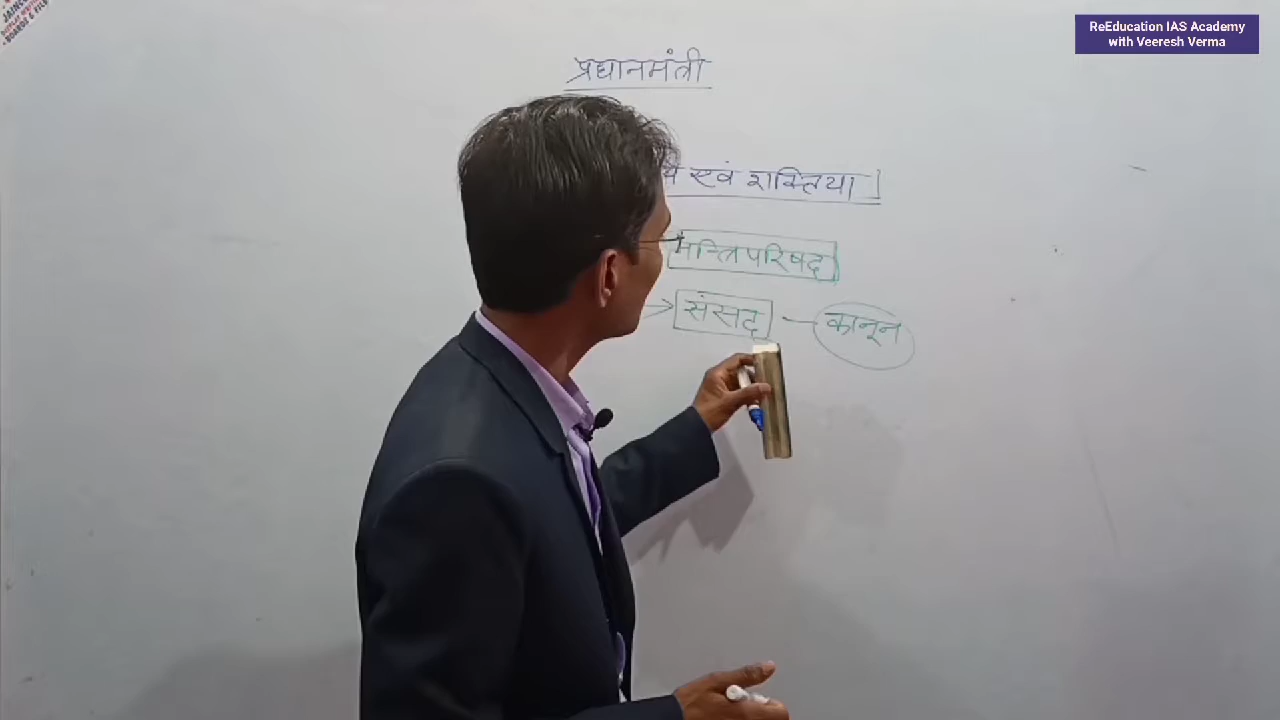 ReEducation IAS Academy
with Veeresh Verma
प्रधानमंत्री
एवं शक्तिया
मन्त्रिपरिषद
संसद — कानून